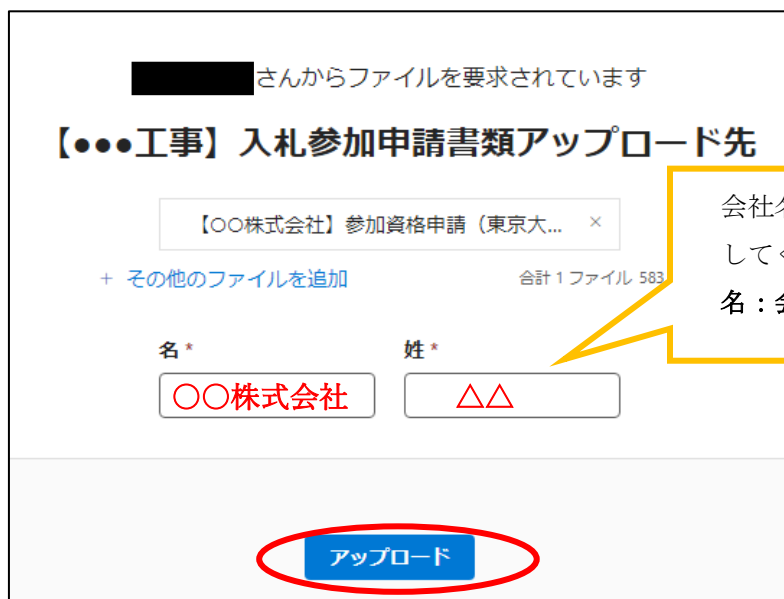 さんからファイルを要求されています
【●●●工事】入札参加申請書類アップロード先
【〇〇株式会社】参加資格申請（東京大... ×
+ その他のファイルを追加
合計 1 ファイル 583
会社
してく
名：
名 *
姓 *
〇〇株式会社
△△
アップロード